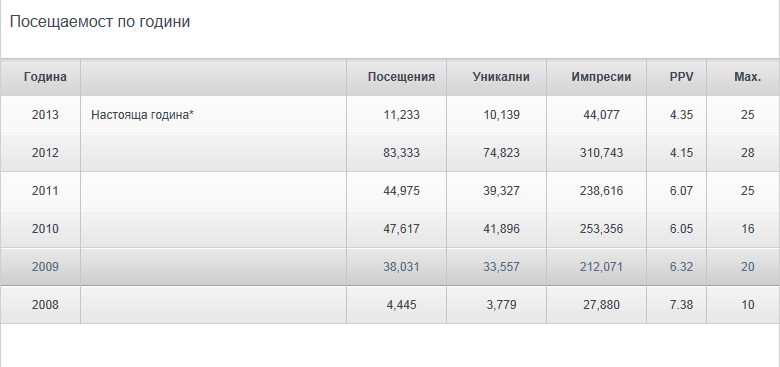 Посещаемост по години
Година Посещения Уникални Импресии PPV Max.
2013 Настояща година* 11,233 10,139 44,077 4.35 25
2012 83,333 74,823 310,743 4.15 28
2011 44,975 39,327 238,616 6.07 25
2010 47,617 41,896 253,356 6.05 16
2009 38,031 33,557 212,071 6.32 20
2008 4,445 3,779 27,880 7.38 10